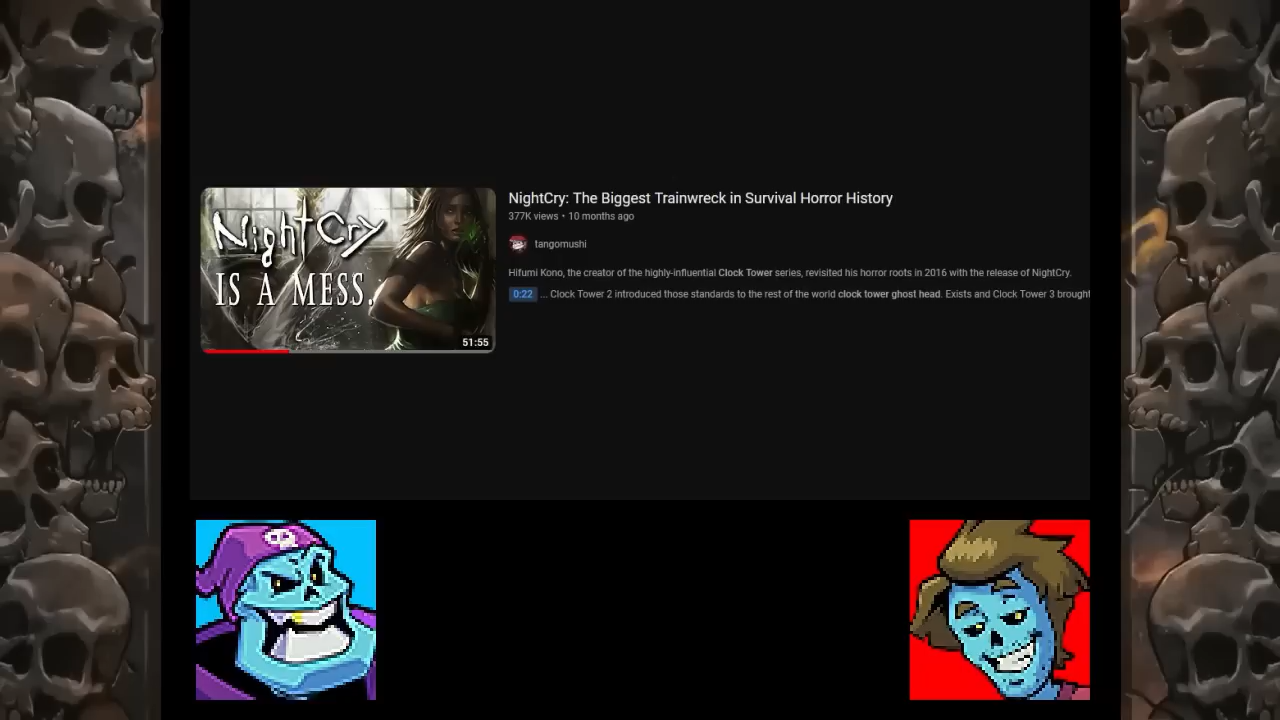 NightCry
IS A MESS.
51:55
NightCry: The Biggest Trainwreck in Survival Horror History
377K views • 10 months ago
tangomushi
Hifumi Kono, the creator of the highly-influential Clock Tower series, revisited his horror roots in 2016 with the release of NightCry.
0:22 ... Clock Tower 2 introduced those standards to the rest of the world clock tower ghost head. Exists and Clock Tower 3 brought